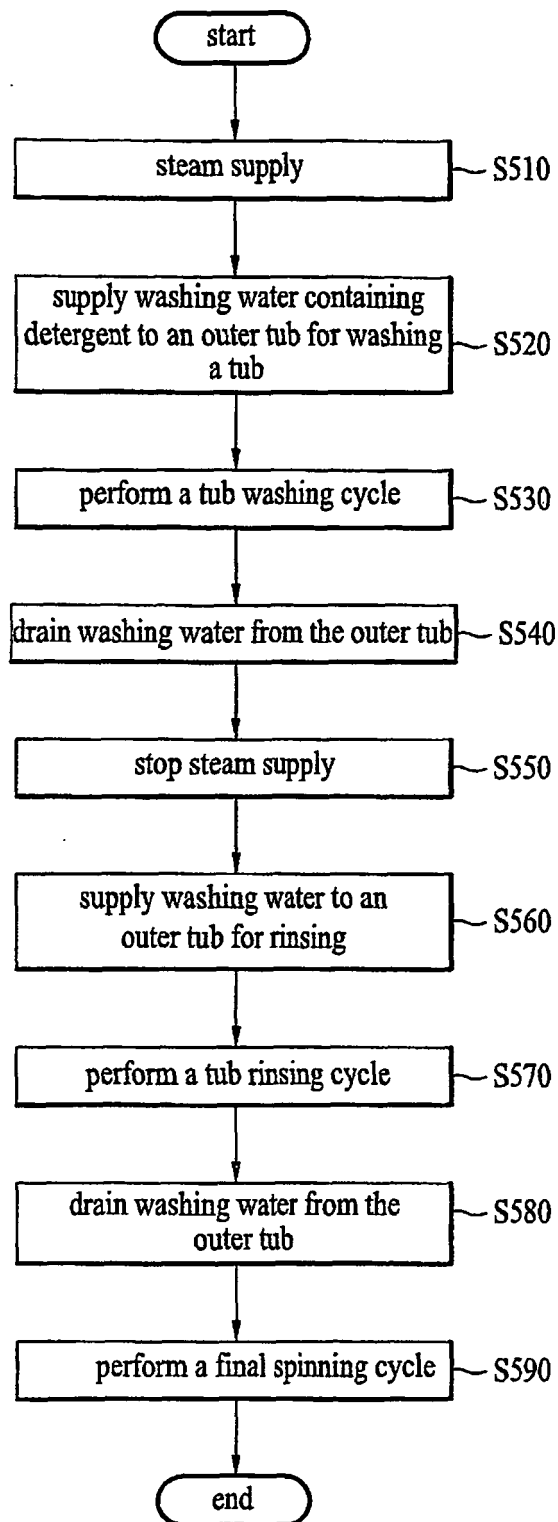 start
steam supply
S510
supply washing water containing
detergent to an outer tub for washing
a tub
S520
perform a tub washing cycle
S530
drain washing water from the outer tub
S540
stop steam supply
S550
supply washing water to an
outer tub for rinsing
S560
perform a tub rinsing cycle
S570
drain washing water from the
outer tub
S580
perform a final spinning cycle
S590
end